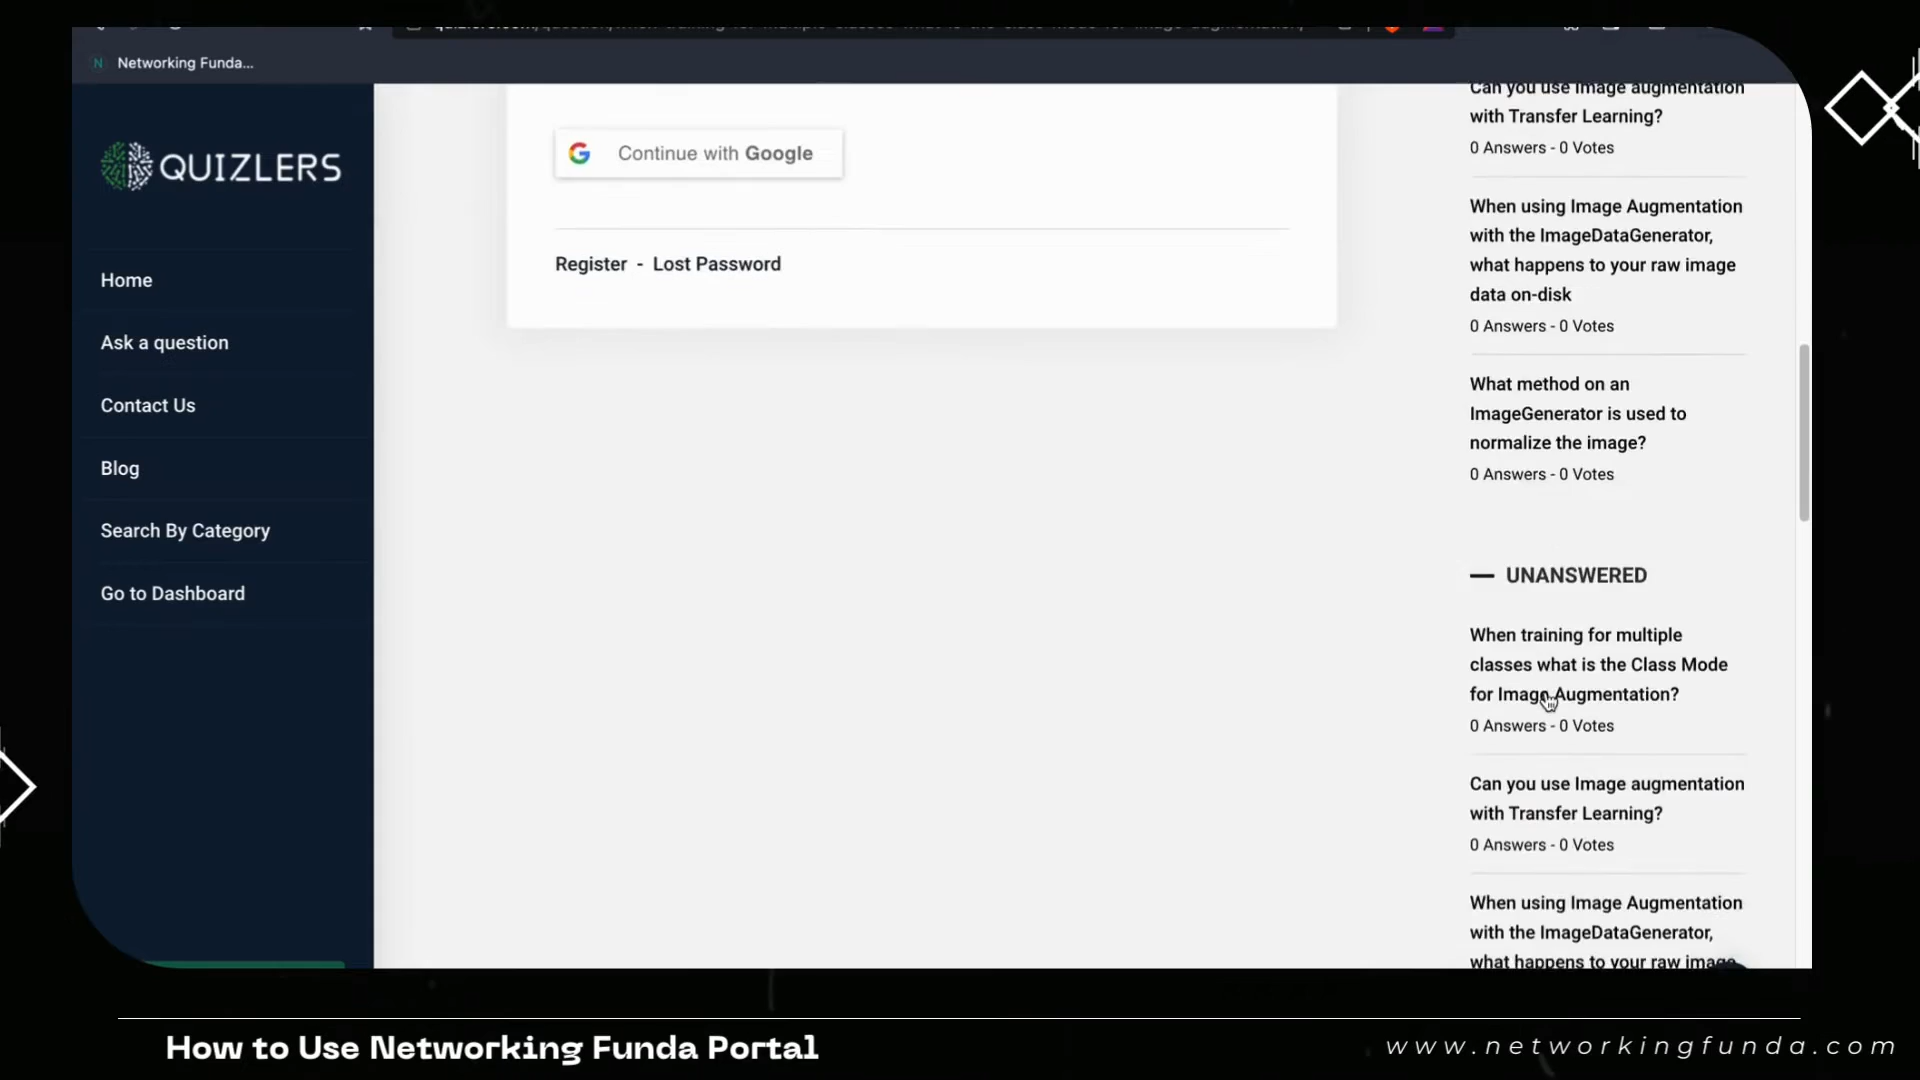 Networking Funda...
QUIZLERS
Home
Ask a question
Contact Us
Blog
Search By Category
Go to Dashboard
Continue with Google
Register - Lost Password
Can you use Image augmentation
with Transfer Learning?
0 Answers - 0 Votes
When using Image Augmentation
with the ImageDataGenerator,
what happens to your raw image
data on-disk
0 Answers - 0 Votes
What method on an
ImageGenerator is used to
normalize the image?
0 Answers - 0 Votes
UNANSWERED
When training for multiple
classes what is the Class Mode
for Image Augmentation?
0 Answers - 0 Votes
Can you use Image augmentation
with Transfer Learning?
0 Answers - 0 Votes
When using Image Augmentation
with the ImageDataGenerator,
what happens to your raw image
How to Use Networking Funda Portal
www.networkingfunda.com